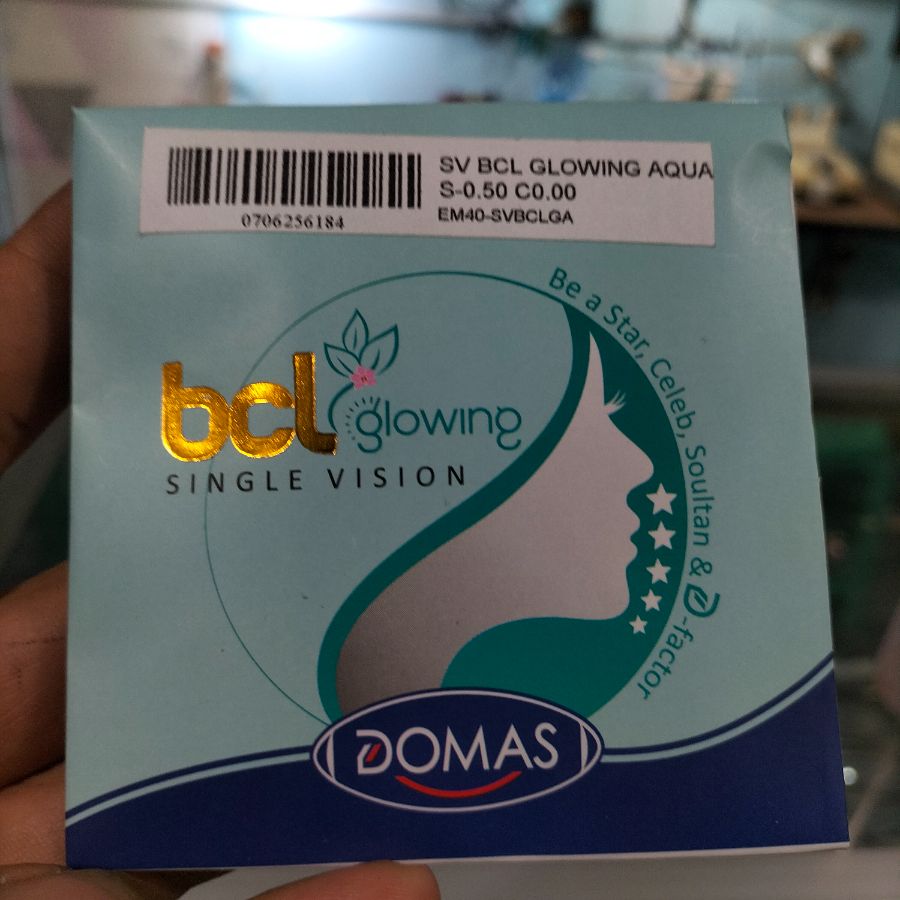 SV BCL GLOWING AQUA
S-0.50 C0.00
EM40-SVBCLGA
0706256184
Be a Star, Celeb, Soultan & D-factor
bcl glowing
SINGLE VISION
DOMAS